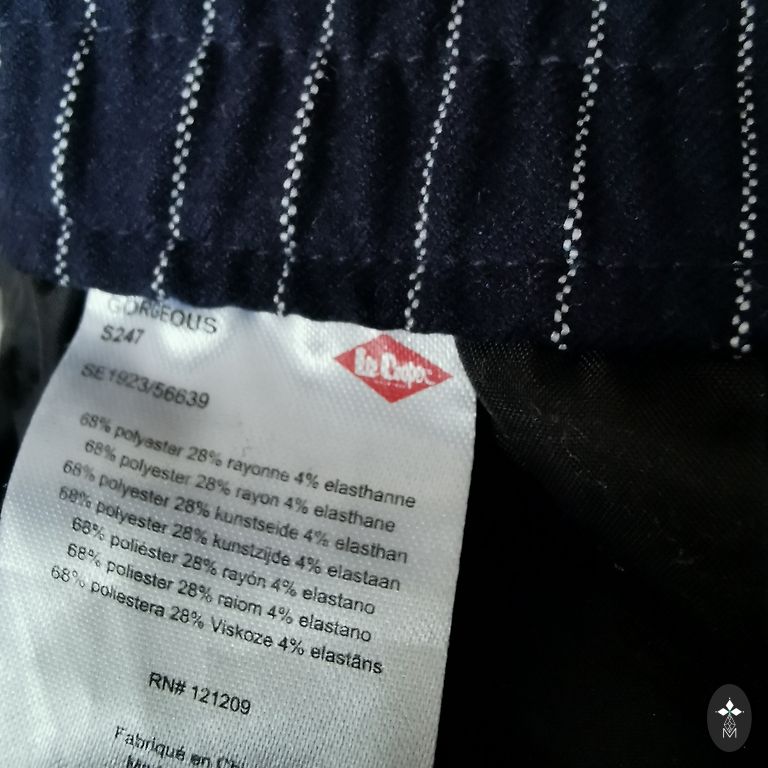 GORGEOUS
S247
Lee Cooper
SE1923/56639
68% polyester 28% rayonne 4% elasthanne
68% polyester 28% rayon 4% elasthane
68% polyester 28% kunstseide 4% elasthan
68% polyester 28% kunstzijde 4% elastaan
68% poliéster 28% rayón 4% elastano
68% poliester 28% raiom 4% elastano
68% poliestera 28% Viskoze 4% elastāns
RN# 121209
Fabriqué en
M